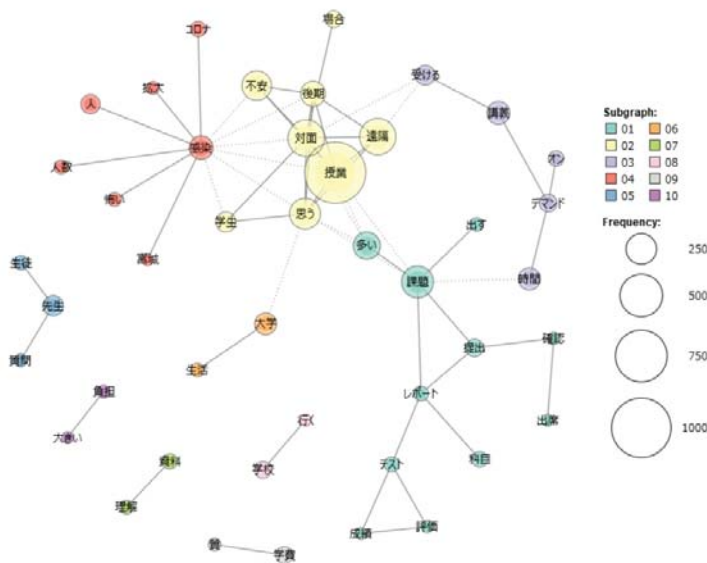 コロナ
場合
拡大
不安
後期
受ける
人
対面
遠隔
講義
感染
人数
怖い
授業
オン
学生
思う
デマンド
多い
出す
生徒
先生
課題
時間
質問
大学
生活
提出
確認
負担
大きい
レポート
出席
行く
学校
資料
理解
テスト
科目
成績
評価
学費
Subgraph:
01 06
02 07
03 08
04 09
05 10
Frequency:
250
500
750
1000